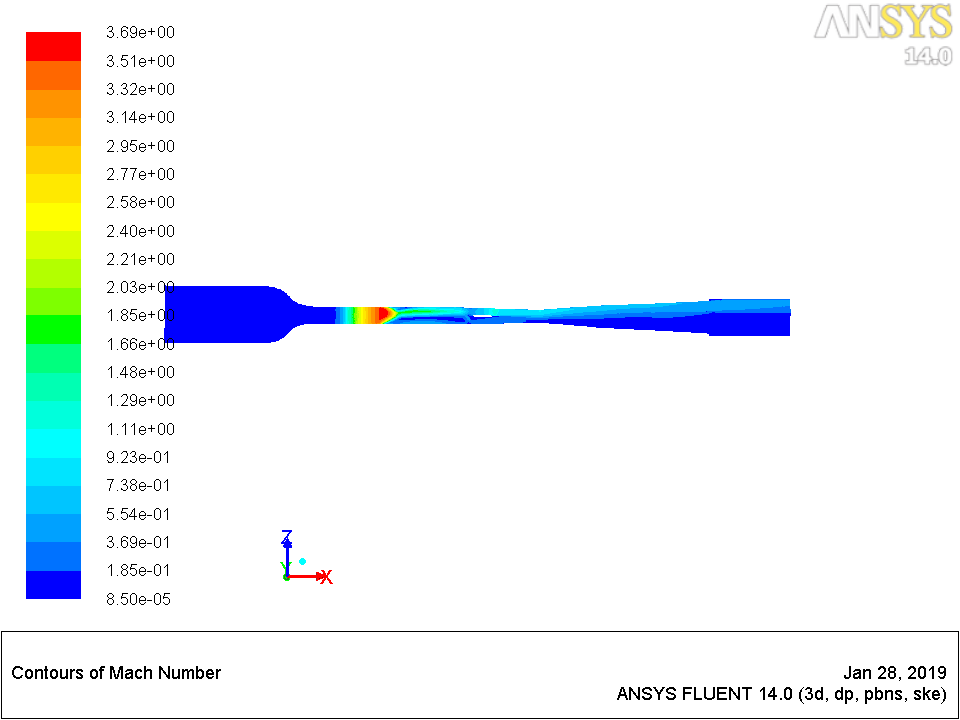 ANSYS
14.0
3.69e+00
3.51e+00
3.32e+00
3.14e+00
2.95e+00
2.77e+00
2.58e+00
2.40e+00
2.21e+00
2.03e+00
1.85e+00
1.66e+00
1.48e+00
1.29e+00
1.11e+00
9.23e-01
7.38e-01
5.54e-01
3.69e-01
1.85e-01
8.50e-05
Z
Y
X
Contours of Mach Number
Jan 28, 2019
ANSYS FLUENT 14.0 (3d, dp, pbns, ske)